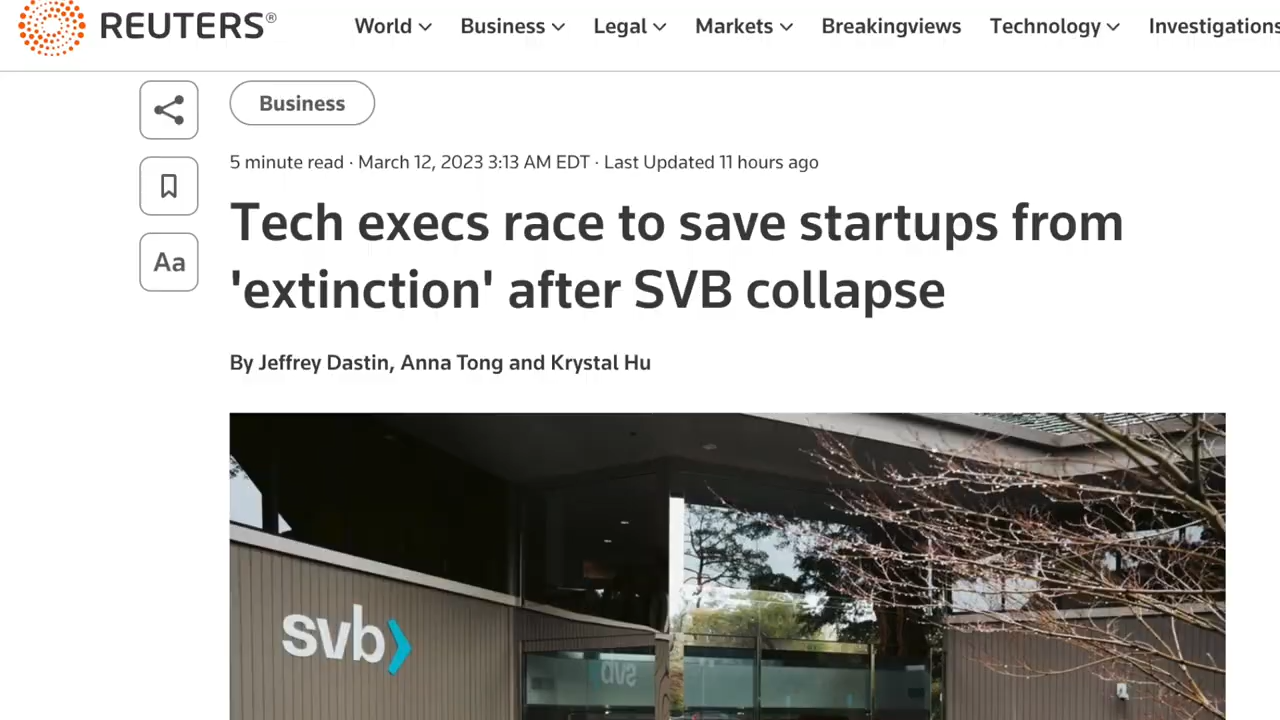 REUTERS®
World Business Legal Markets Breakingviews Technology Investigations
Business
5 minute read · March 12, 2023 3:13 AM EDT · Last Updated 11 hours ago
Aa
Tech execs race to save startups from
'extinction' after SVB collapse
By Jeffrey Dastin, Anna Tong and Krystal Hu
svb
svb